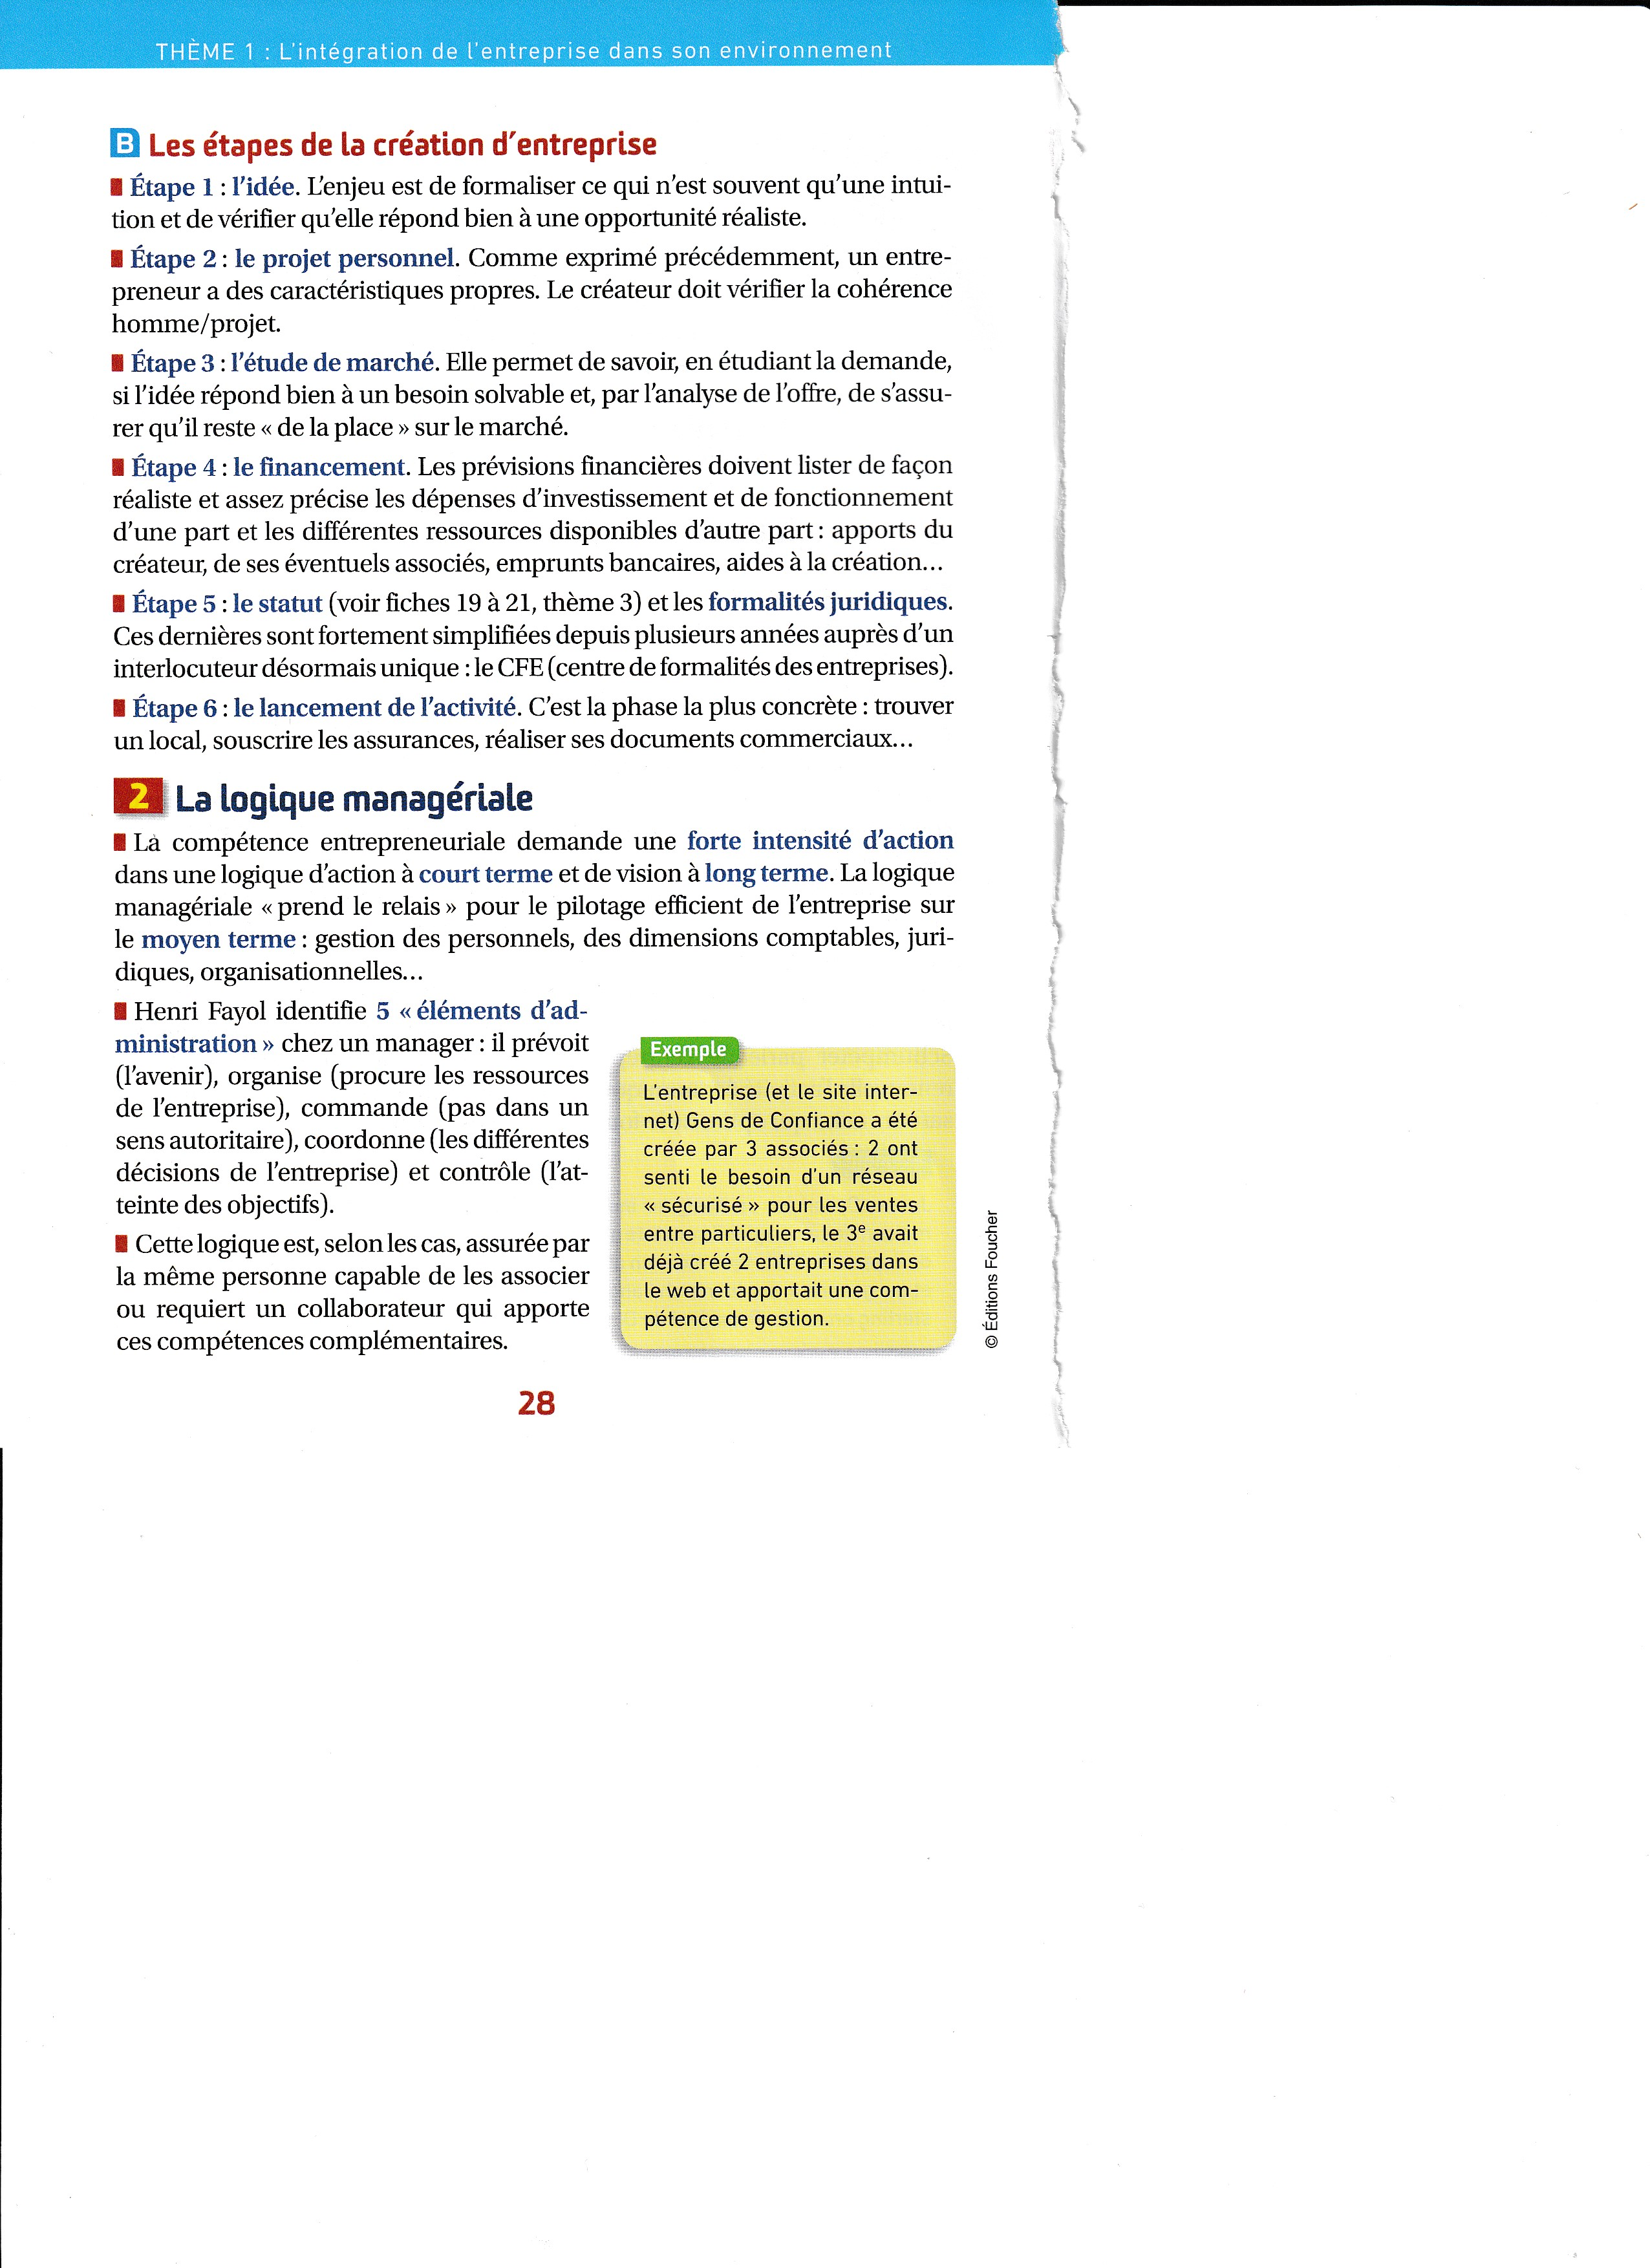 THÈME 1 : L'intégration de l'entreprise dans son environnement
B Les étapes de la création d'entreprise
Étape 1 : l'idée. L'enjeu est de formaliser ce qui n'est souvent qu'une intui-
tion et de vérifier qu'elle répond bien à une opportunité réaliste.
Étape 2 : le projet personnel. Comme exprimé précédemment, un entre-
preneur a des caractéristiques propres. Le créateur doit vérifier la cohérence
homme/projet.
Étape 3 : l'étude de marché. Elle permet de savoir, en étudiant la demande,
si l'idée répond bien à un besoin solvable et, par l'analyse de l'offre, de s'assu-
rer qu'il reste « de la place » sur le marché.
Étape 4 : le financement. Les prévisions financières doivent lister de façon
réaliste et assez précise les dépenses d'investissement et de fonctionnement
d'une part et les différentes ressources disponibles d'autre part : apports du
créateur, de ses éventuels associés, emprunts bancaires, aides à la création...
Étape 5 : le statut (voir fiches 19 à 21, thème 3) et les formalités juridiques.
Ces dernières sont fortement simplifiées depuis plusieurs années auprès d'un
interlocuteur désormais unique : le CFE (centre de formalités des entreprises).
Étape 6 : le lancement de l'activité. C'est la phase la plus concrète : trouver
un local, souscrire les assurances, réaliser ses documents commerciaux...
2 La logique managériale
La compétence entrepreneuriale demande une forte intensité d'action
dans une logique d'action à court terme et de vision à long terme. La logique
managériale « prend le relais » pour le pilotage efficient de l'entreprise sur
le moyen terme : gestion des personnels, des dimensions comptables, juri-
diques, organisationnelles...
Henri Fayol identifie 5 « éléments d'ad-
ministration » chez un manager : il prévoit
(l'avenir), organise (procure les ressources
de l'entreprise), commande (pas dans un
sens autoritaire), coordonne (les différentes
décisions de l'entreprise) et contrôle (l'at-
teinte des objectifs).
Cette logique est, selon les cas, assurée par
la même personne capable de les associer
ou requiert un collaborateur qui apporte
ces compétences complémentaires.
Exemple
L'entreprise (et le site inter-
net) Gens de Confiance a été
créée par 3 associés : 2 ont
senti le besoin d'un réseau
« sécurisé » pour les ventes
entre particuliers, le 3e avait
déjà créé 2 entreprises dans
le web et apportait une com-
pétence de gestion.
© Éditions Foucher
28